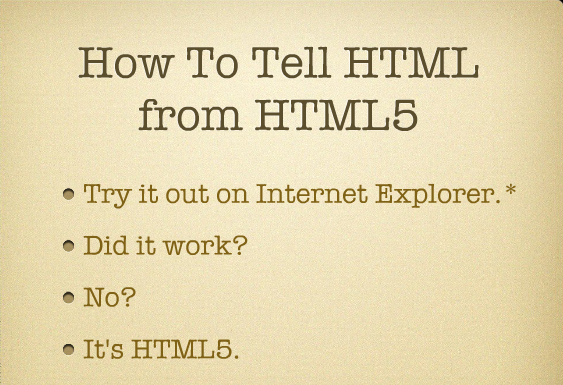 How To Tell HTML
from HTML5
Try it out on Internet Explorer.*
Did it work?
No?
It's HTML5.